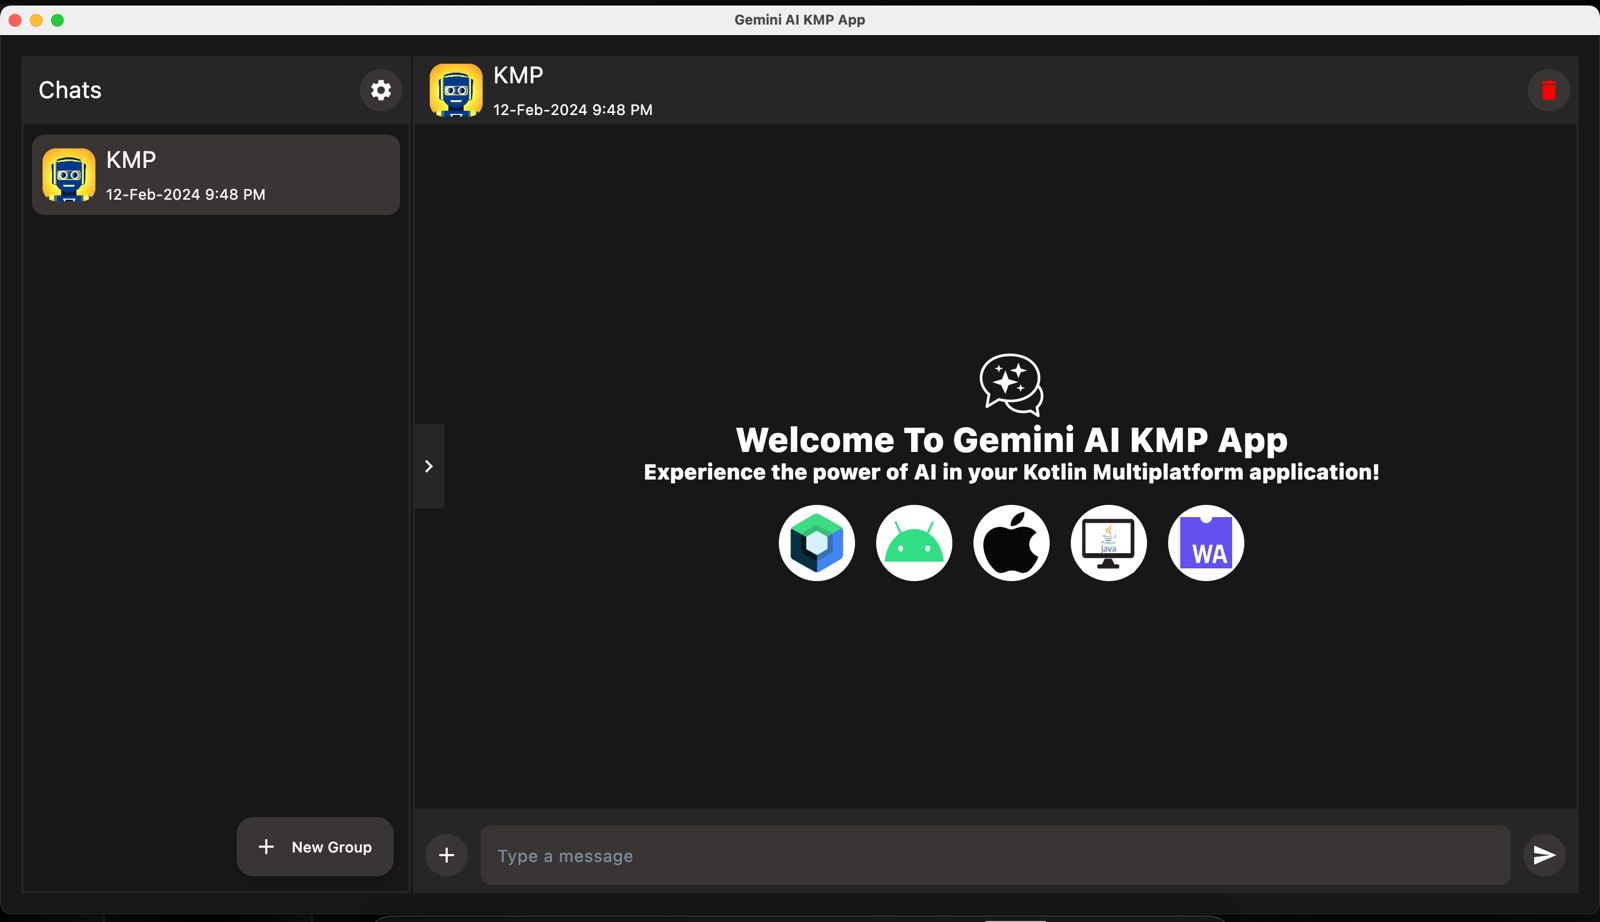 Gemini AI KMP App
Chats
KMP
12-Feb-2024 9:48 PM
New Group
KMP
12-Feb-2024 9:48 PM
Welcome To Gemini AI KMP App
Experience the power of AI in your Kotlin Multiplatform application!
Java
WA
Type a message